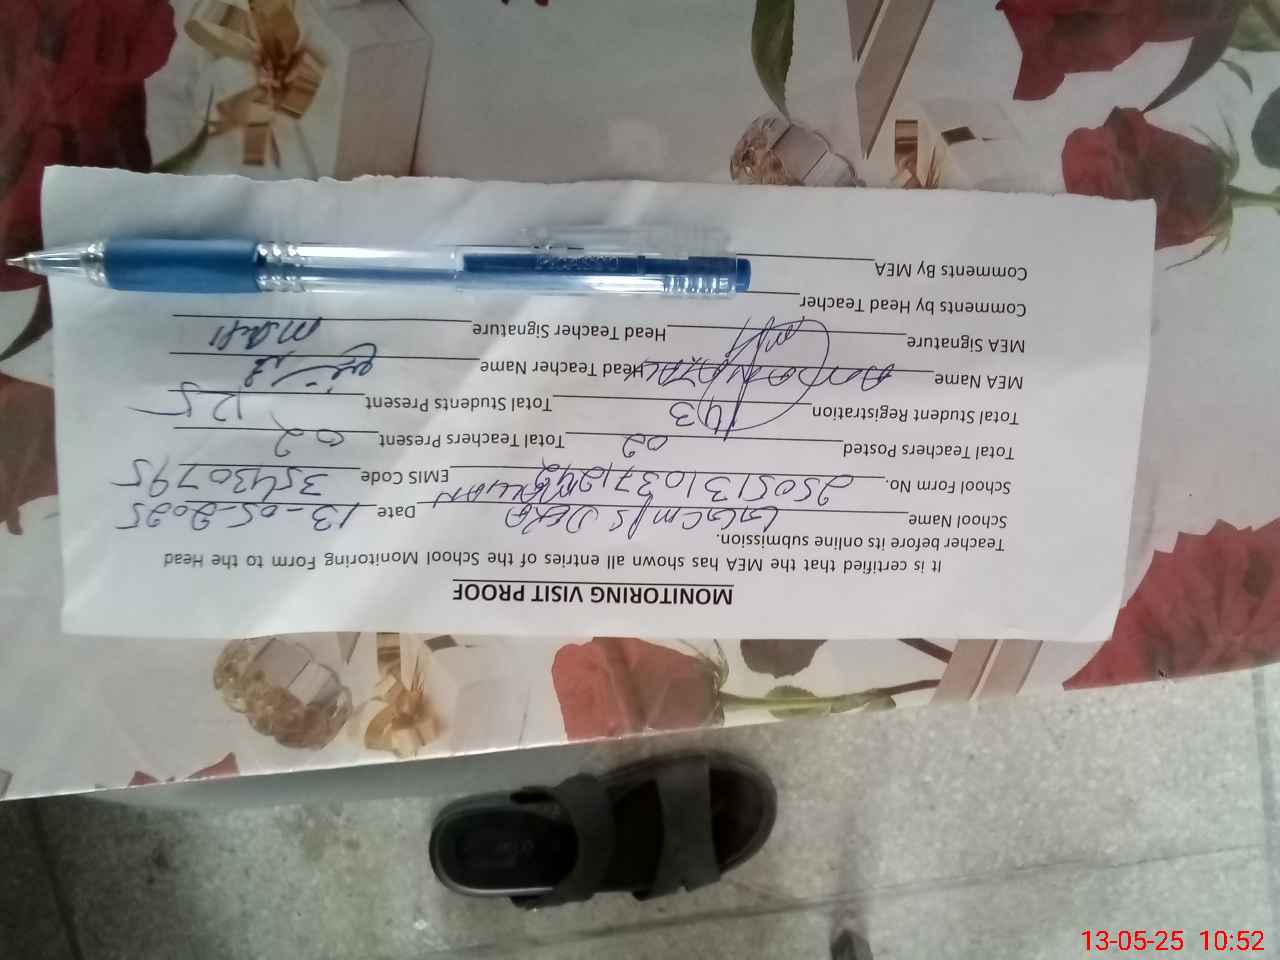 MONITORING VISIT PROOF
It is certified that the MEA has shown all entries of the School Monitoring Form to the Head
Teacher before its online submission.
School Name GGCM/S DERA Date 13-05-2025
School Form No. 2505131037124 EMIS Code 35430795
Total Teachers Posted 02 Total Teachers Present 02
Total Student Registration 143 Total Students Present 125
MEA Name Head Teacher Name
MEA Signature Head Teacher Signature
Comments by Head Teacher
Comments By MEA
13-05-25 10:52